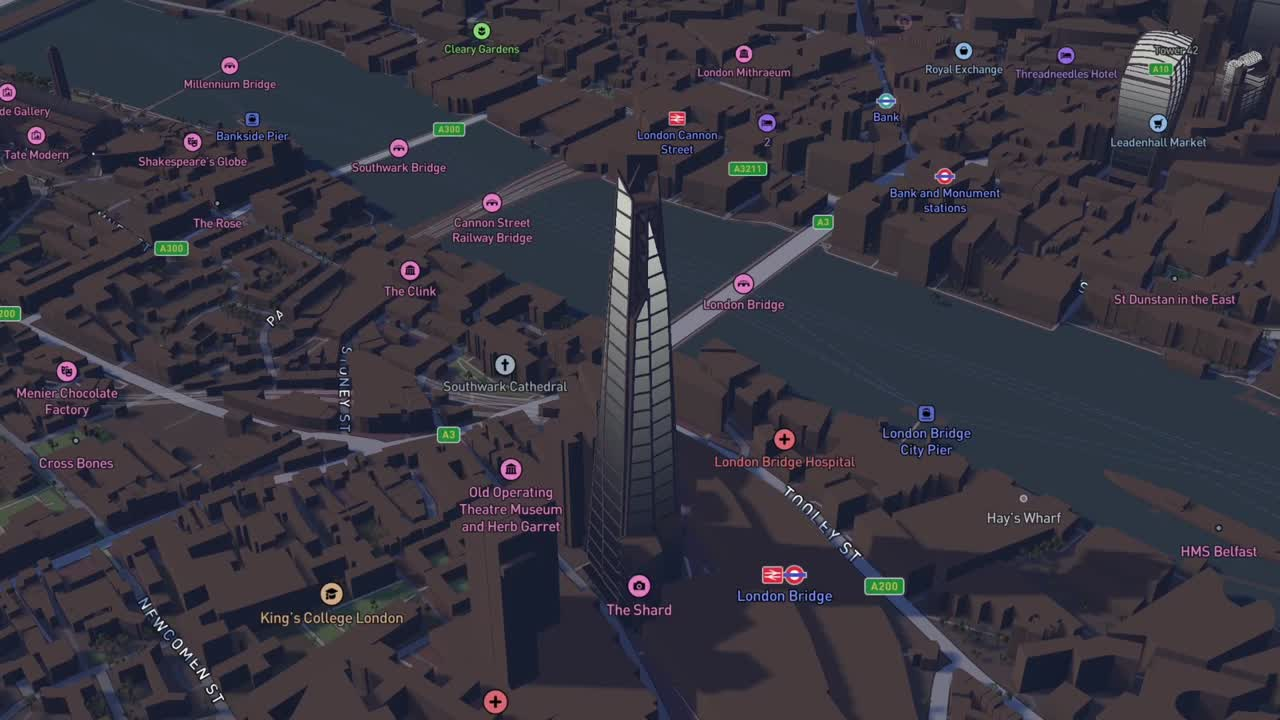 Cleary Gardens
Tower 42
London Mithraeum
Royal Exchange
Threadneedles Hotel
A10
Millennium Bridge
de Gallery
Bankside Pier
A300
London Cannon
Street
2
Bank
Leadenhall Market
Tate Modern
Shakespeare's Globe
Southwark Bridge
A3211
Bank and Monument
stations
The Rose
Cannon Street
Railway Bridge
A3
A300
The Clink
London Bridge
S
St Dunstan in the East
200
PA
STONEY ST
Menier Chocolate
Factory
Southwark Cathedral
A3
London Bridge
City Pier
Cross Bones
London Bridge Hospital
Old Operating
Theatre Museum
and Herb Garret
TOOLEY ST
Hay's Wharf
HMS Belfast
King's College London
The Shard
London Bridge
A200
NEWCOMEN ST